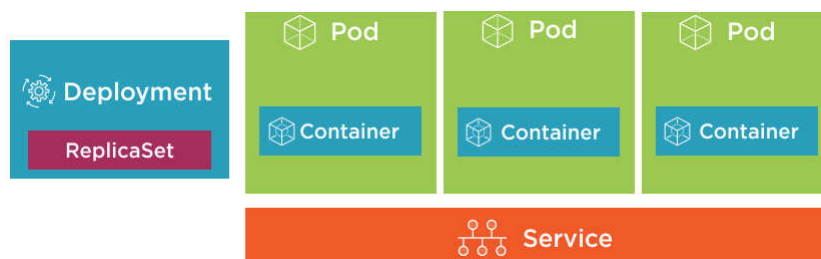 Deployment
ReplicaSet
Pod
Container
Pod
Container
Pod
Container
Service